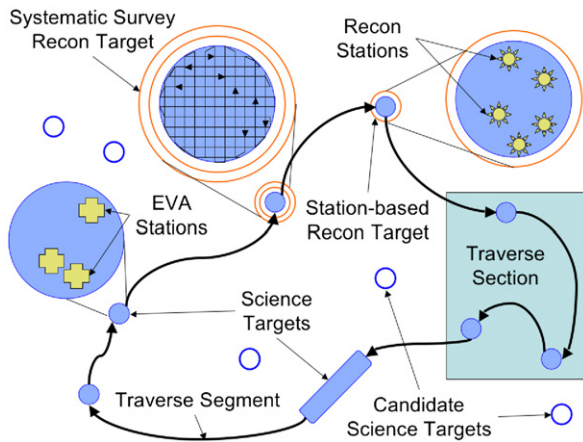 Systematic Survey
Recon Target
Recon
Stations
EVA
Stations
Station-based
Recon Target
Traverse
Section
Science
Targets
Traverse Segment
Candidate
Science Targets